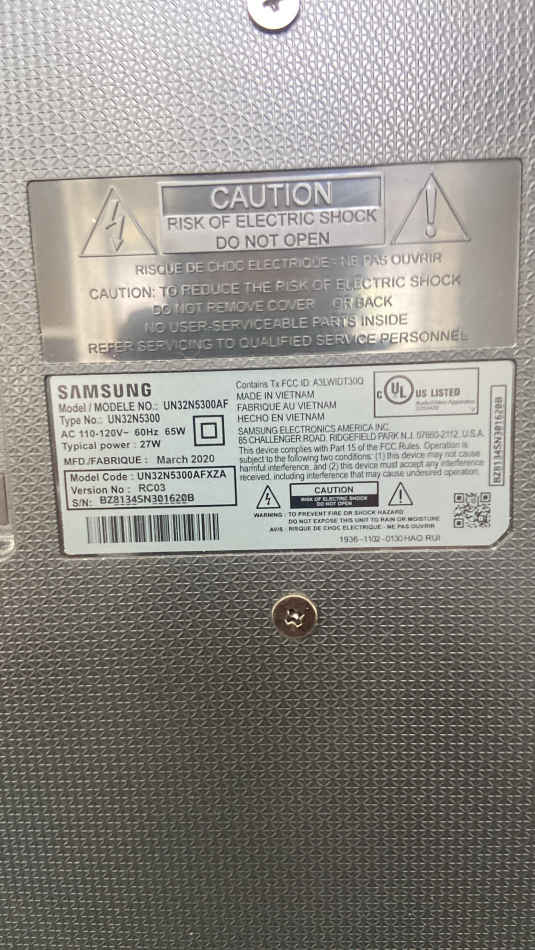 CAUTION
RISK OF ELECTRIC SHOCK
DO NOT OPEN
RISQUE DE CHOC ELECTRIQUE - NE PAS OUVRIR
CAUTION: TO REDUCE THE RISK OF ELECTRIC SHOCK
DO NOT REMOVE COVER OR BACK
NO USER-SERVICEABLE PARTS INSIDE
REFER SERVICING TO QUALIFIED SERVICE PERSONNEL
SAMSUNG
Model / MODELE NO.: UN32N5300AF
Type No.: UN32N5300
AC 110-120V~ 60Hz 65W
Typical power : 27W
MFD./FABRIQUE : March 2020
Model Code : UN32N5300AFXZA
Version No : RC03
S/N: BZ8134SN301620B
Contains Tx FCC ID: A3LWIDT30Q
MADE IN VIETNAM
FABRIQUE AU VIETNAM
HECHO EN VIETNAM
SAMSUNG ELECTRONICS AMERICA INC.
85 CHALLENGER ROAD, RIDGEFIELD PARK N.J. 07660-2112, U.S.A.
This device complies with Part 15 of the FCC Rules. Operation is
subject to the following two conditions: (1) this device may not cause
harmful interference, and (2) this device must accept any interference
received, including interference that may cause undesired operation.
C UL US LISTED
BZ8134SN301620B
CAUTION
RISK OF ELECTRIC SHOCK
DO NOT OPEN
WARNING : TO PREVENT FIRE OR SHOCK HAZARD
DO NOT EXPOSE THIS UNIT TO RAIN OR MOISTURE
AVIS : RISQUE DE CHOC ELECTRIQUE - NE PAS OUVRIR
1936-1102-0130 HAO RUI